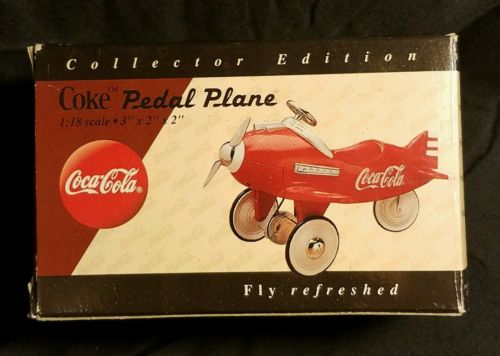 Collector Edition
Coke™ Pedal Plane
1:18 scale • 3" x 2" x 2"
Coca-Cola®
Coca-Cola
Fly refreshed